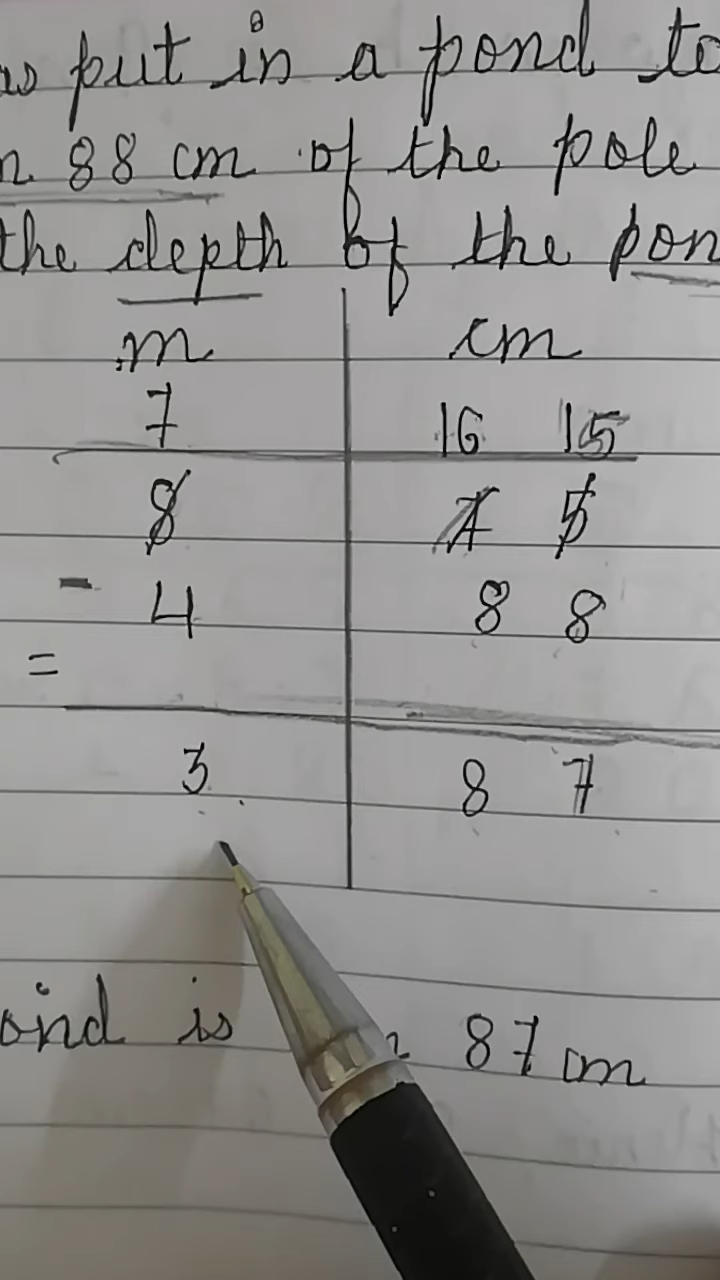 put in a pond to
88 cm of the pole
the depth of the pon
m cm
7 16 15
8 7 5
- 4 8 8
=
3 8 7
ond is 87 cm